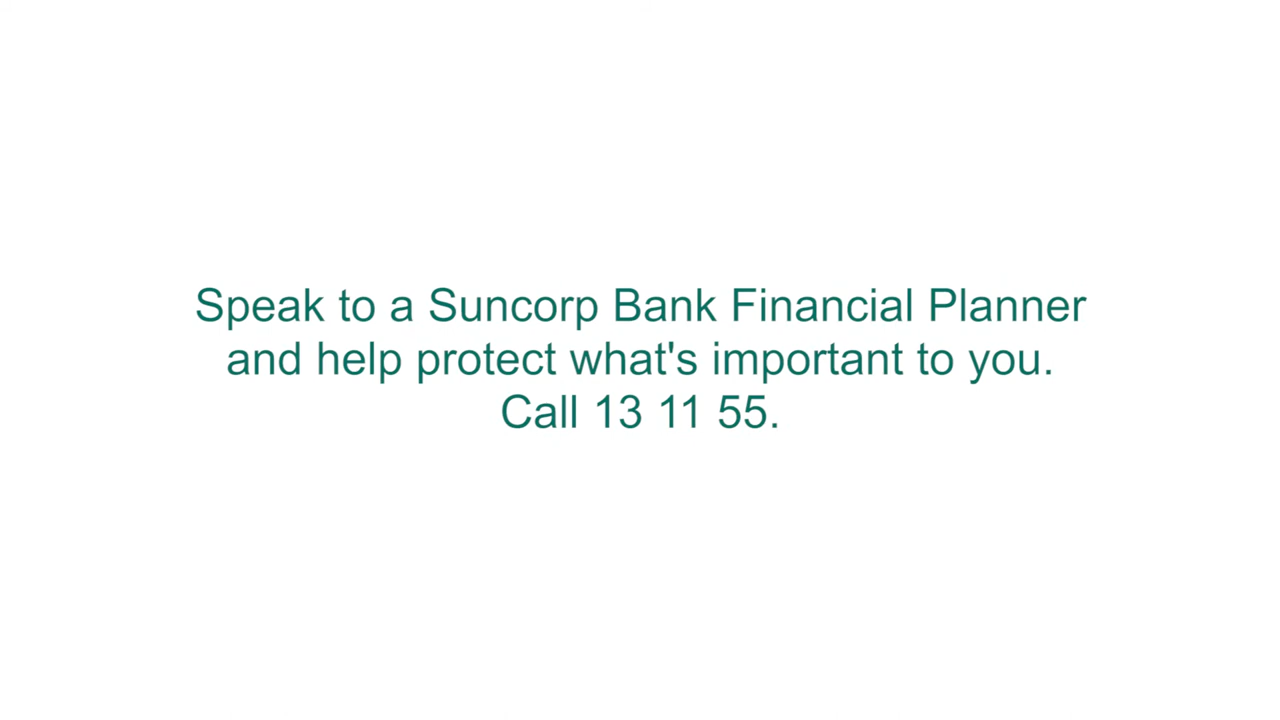 Speak to a Suncorp Bank Financial Planner
and help protect what's important to you.
Call 13 11 55.